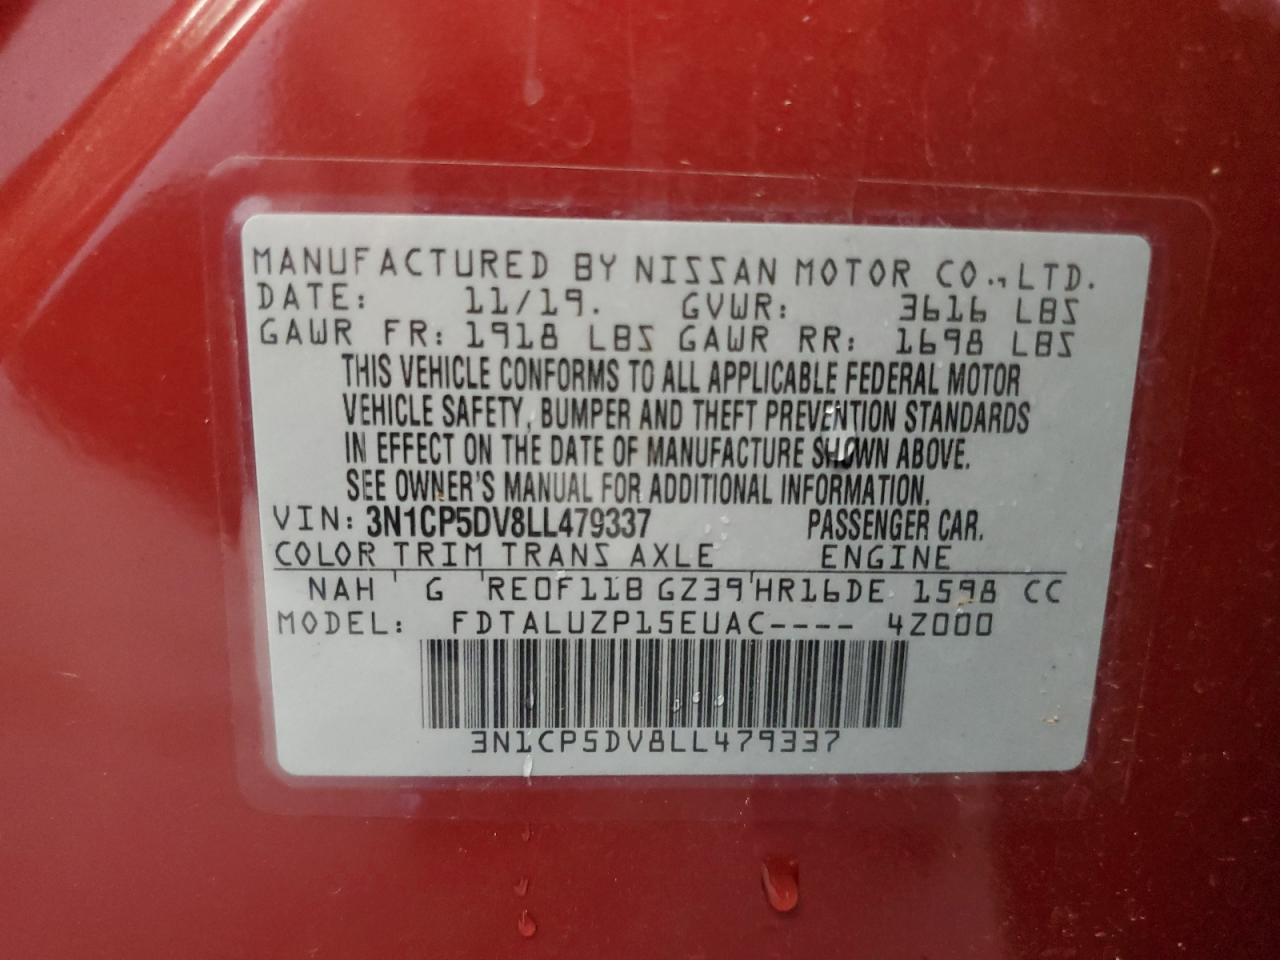 MANUFACTURED BY NISSAN MOTOR CO., LTD.
DATE: 11/19. GVWR: 3616 LBS
GAWR FR: 1918 LBS GAWR RR: 1698 LBS
THIS VEHICLE CONFORMS TO ALL APPLICABLE FEDERAL MOTOR
VEHICLE SAFETY, BUMPER AND THEFT PREVENTION STANDARDS
IN EFFECT ON THE DATE OF MANUFACTURE SHOWN ABOVE.
SEE OWNER'S MANUAL FOR ADDITIONAL INFORMATION.
VIN: 3N1CP5DV8LL479337 PASSENGER CAR.
COLOR TRIM TRANS AXLE ENGINE
NAH ' G 'RE0F11B GZ39'HR16DE 1598 CC
MODEL: FDTALUZP15EUAC---- 4Z000
3N1CP5DV8LL479337